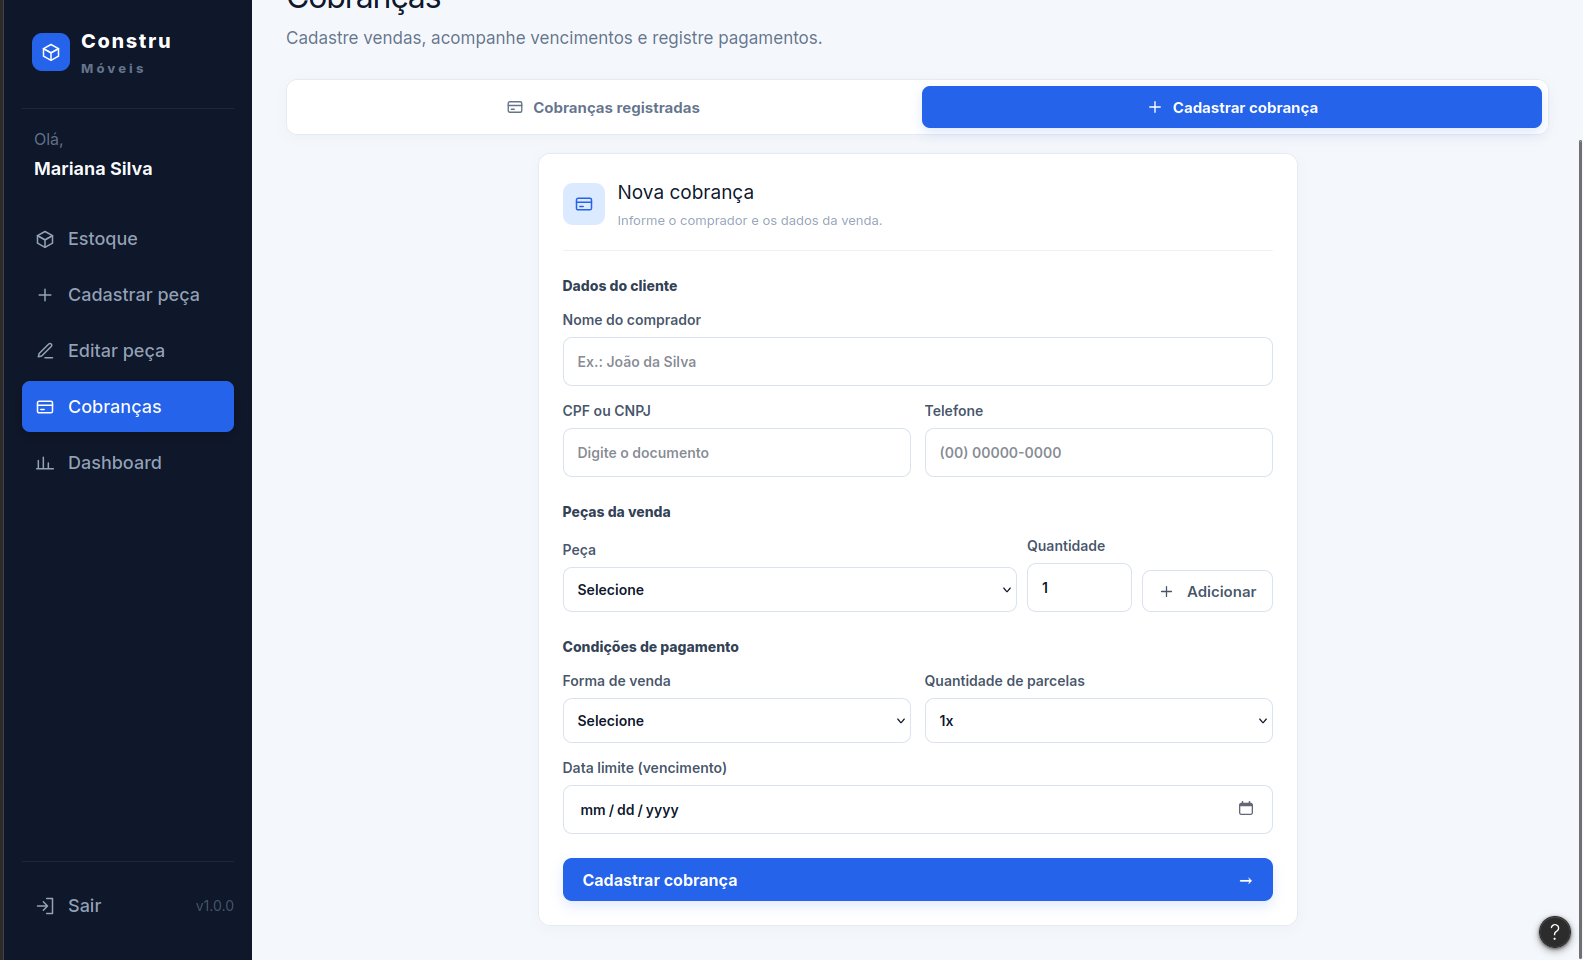 Constru
Móveis
Olá,
Mariana Silva
Estoque
Cadastrar peça
Editar peça
Cobranças
Dashboard
Sair
v1.0.0
Cobranças
Cadastre vendas, acompanhe vencimentos e registre pagamentos.
Cobranças registradas
Cadastrar cobrança
Nova cobrança
Informe o comprador e os dados da venda.
Dados do cliente
Nome do comprador
Ex.: João da Silva
CPF ou CNPJ
Telefone
Digite o documento
(00) 00000-0000
Peças da venda
Peça
Quantidade
Selecione
1
Adicionar
Condições de pagamento
Forma de venda
Quantidade de parcelas
Selecione
1x
Data limite (vencimento)
mm / dd / yyyy
Cadastrar cobrança →
?